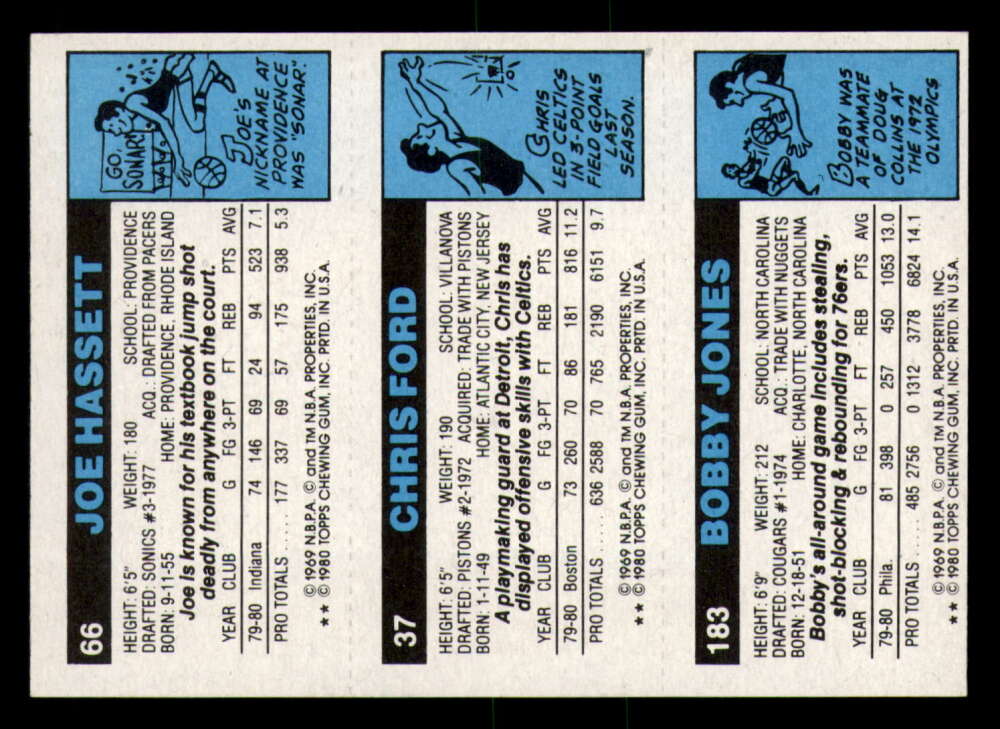 66 JOE HASSETT
HEIGHT: 6'5" WEIGHT: 180 SCHOOL: PROVIDENCE
DRAFTED: SONICS #3-1977 ACQ.: DRAFTED FROM PACERS
BORN: 9-11-55 HOME: PROVIDENCE, RHODE ISLAND
Joe is known for his textbook jump shot
deadly from anywhere on the court.
YEAR CLUB G FG 3-PT FT REB PTS AVG
79-80 Indiana 74 146 69 24 94 523 7.1
PRO TOTALS .... 177 337 69 57 175 938 5.3
© 1969 N.B.P.A. © and TM N.B.A. PROPERTIES, INC.
★★ © 1980 TOPPS CHEWING GUM, INC. PRTD. IN U.S.A.
GO,
SONAR!
JOE'S
NICKNAME AT
PROVIDENCE
WAS "SONAR."
37 CHRIS FORD
HEIGHT: 6'5" WEIGHT: 190 SCHOOL: VILLANOVA
DRAFTED: PISTONS #2-1972 ACQUIRED: TRADE WITH PISTONS
BORN: 1-11-49 HOME: ATLANTIC CITY, NEW JERSEY
A playmaking guard at Detroit, Chris has
displayed offensive skills with Celtics.
YEAR CLUB G FG 3-PT FT REB PTS AVG
79-80 Boston 73 260 70 86 181 816 11.2
PRO TOTALS .... 636 2588 70 765 2190 6151 9.7
© 1969 N.B.P.A. © and TM N.B.A. PROPERTIES, INC.
★★ © 1980 TOPPS CHEWING GUM, INC. PRTD. IN U.S.A.
CHRIS
LED CELTICS
IN 3-POINT
FIELD GOALS
LAST
SEASON.
183 BOBBY JONES
HEIGHT: 6'9" WEIGHT: 212 SCHOOL: NORTH CAROLINA
DRAFTED: COUGARS #1-1974 ACQ.: TRADE WITH NUGGETS
BORN: 12-18-51 HOME: CHARLOTTE, NORTH CAROLINA
Bobby's all-around game includes stealing,
shot-blocking & rebounding for 76ers.
YEAR CLUB G FG 3-PT FT REB PTS AVG
79-80 Phila. 81 398 0 257 450 1053 13.0
PRO TOTALS .... 485 2756 0 1312 3778 6824 14.1
© 1969 N.B.P.A. © and TM N.B.A. PROPERTIES, INC.
★★ © 1980 TOPPS CHEWING GUM, INC. PRTD. IN U.S.A.
BOBBY WAS
A TEAMMATE
OF DOUG
COLLINS AT
THE 1972
OLYMPICS